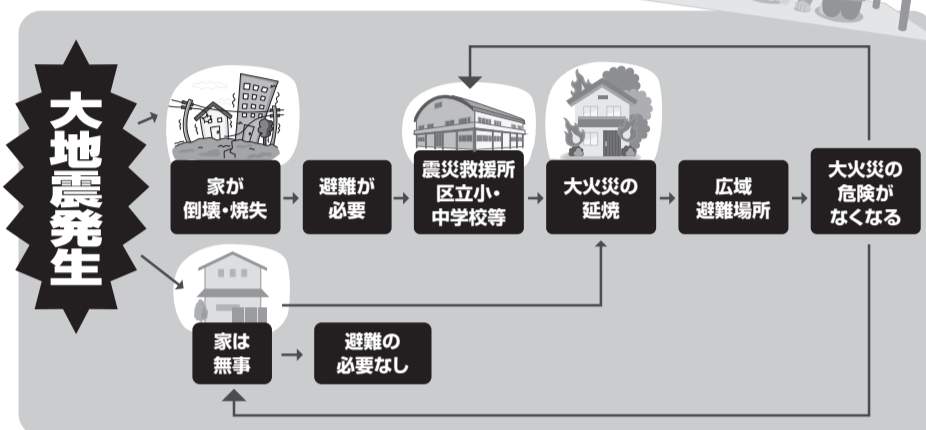 大地震発生
家が
倒壊・焼失
避難が
必要
震災救援所
区立小・
中学校等
大火災の
延焼
広域
避難場所
大火災の
危険が
なくなる
家は
無事
避難の
必要なし